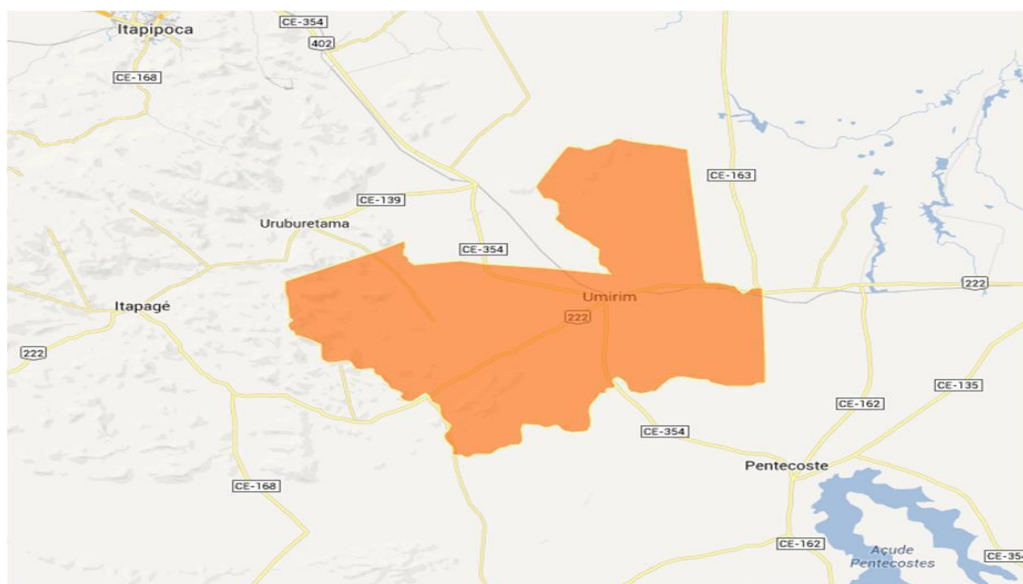 CE-354
Itapipoca
402
CE-168
CE-163
CE-139
Uruburetama
CE-354
222
Umirim
Itapagé
222
222
CE-135
CE-162
CE-354
Pentecoste
CE-168
CE-162
Açude
Pentecostes
CE-354